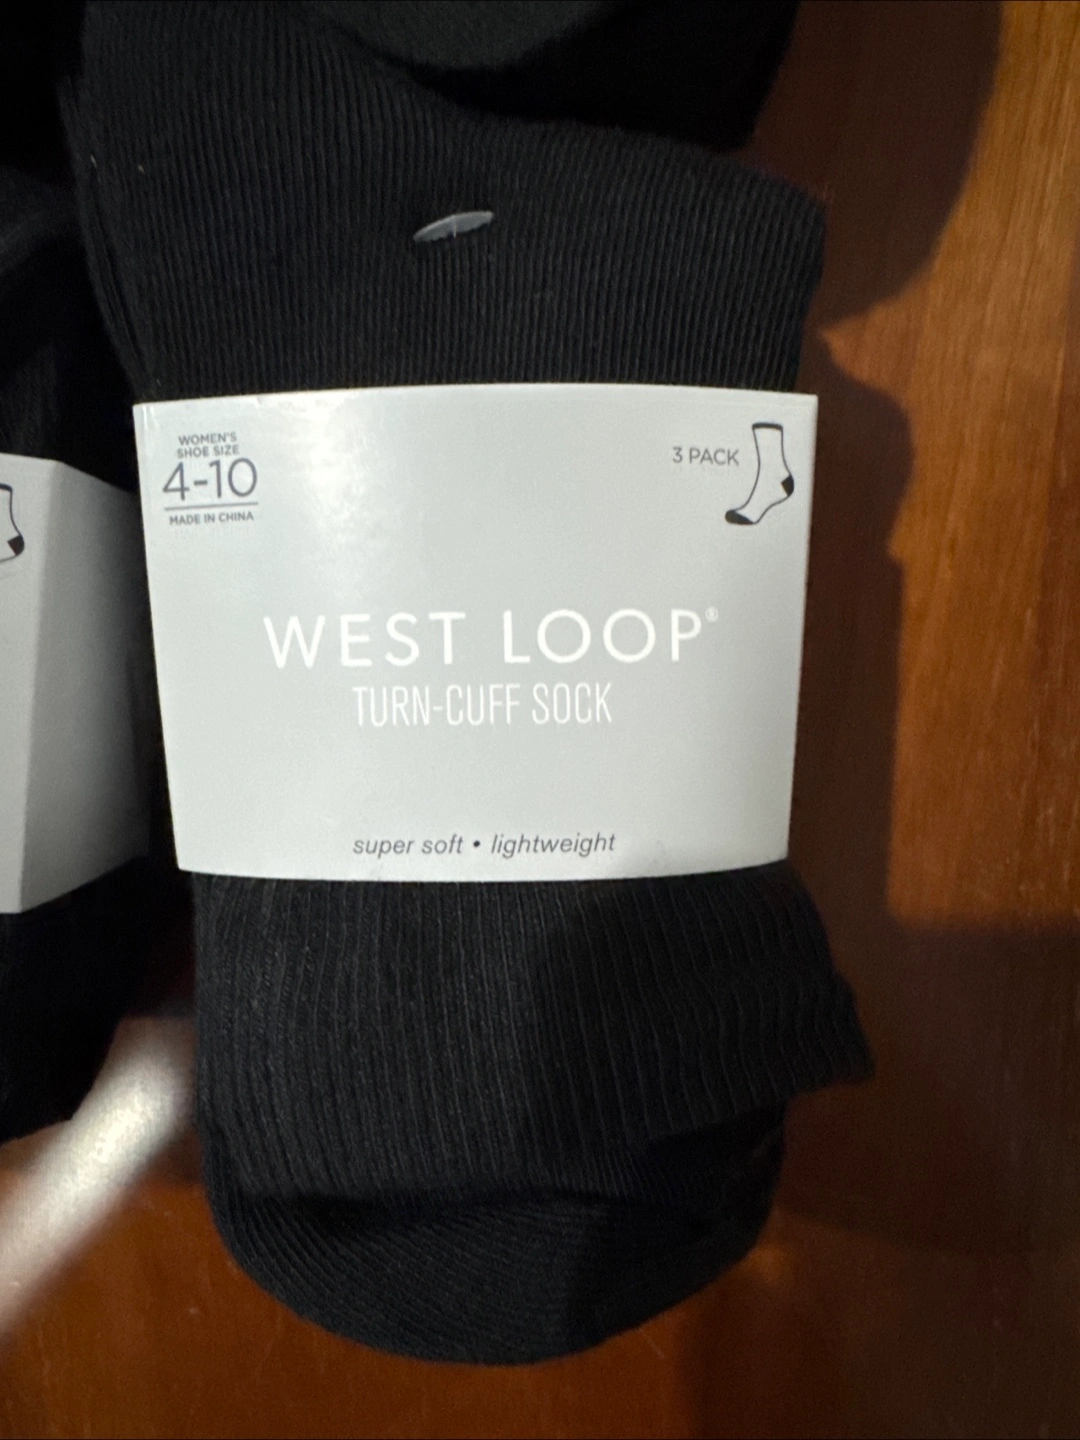 WOMEN'S
SHOE SIZE
4-10
MADE IN CHINA
3 PACK
WEST LOOP®
TURN-CUFF SOCK
super soft • lightweight